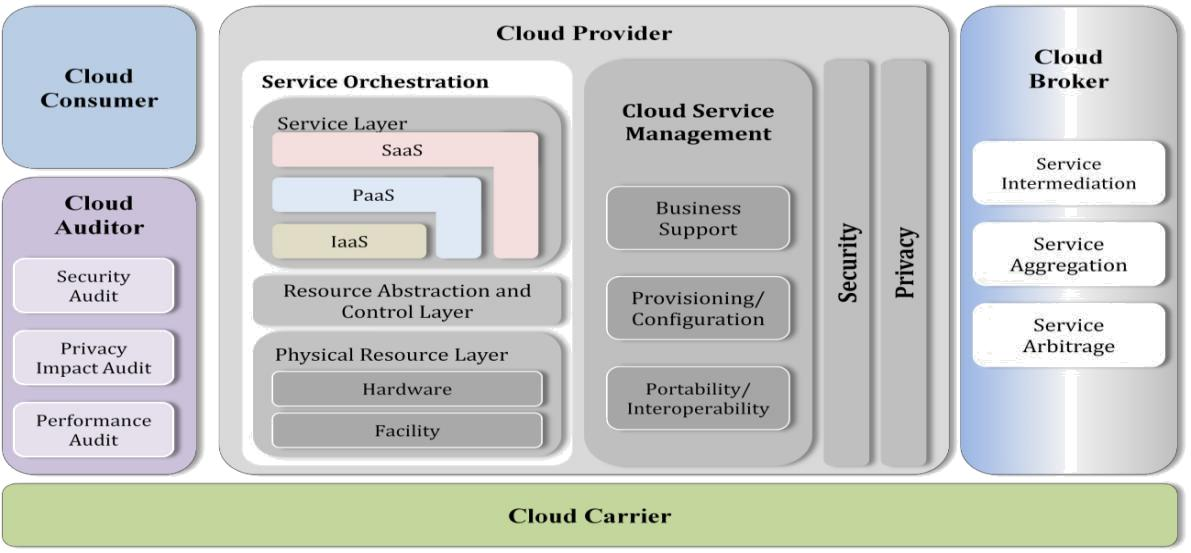 Cloud
Consumer
Cloud
Auditor
Security
Audit
Privacy
Impact Audit
Performance
Audit
Cloud Provider
Service Orchestration
Service Layer
SaaS
PaaS
IaaS
Resource Abstraction and
Control Layer
Physical Resource Layer
Hardware
Facility
Cloud Service
Management
Business
Support
Provisioning/
Configuration
Portability/
Interoperability
Security
Privacy
Cloud
Broker
Service
Intermediation
Service
Aggregation
Service
Arbitrage
Cloud Carrier